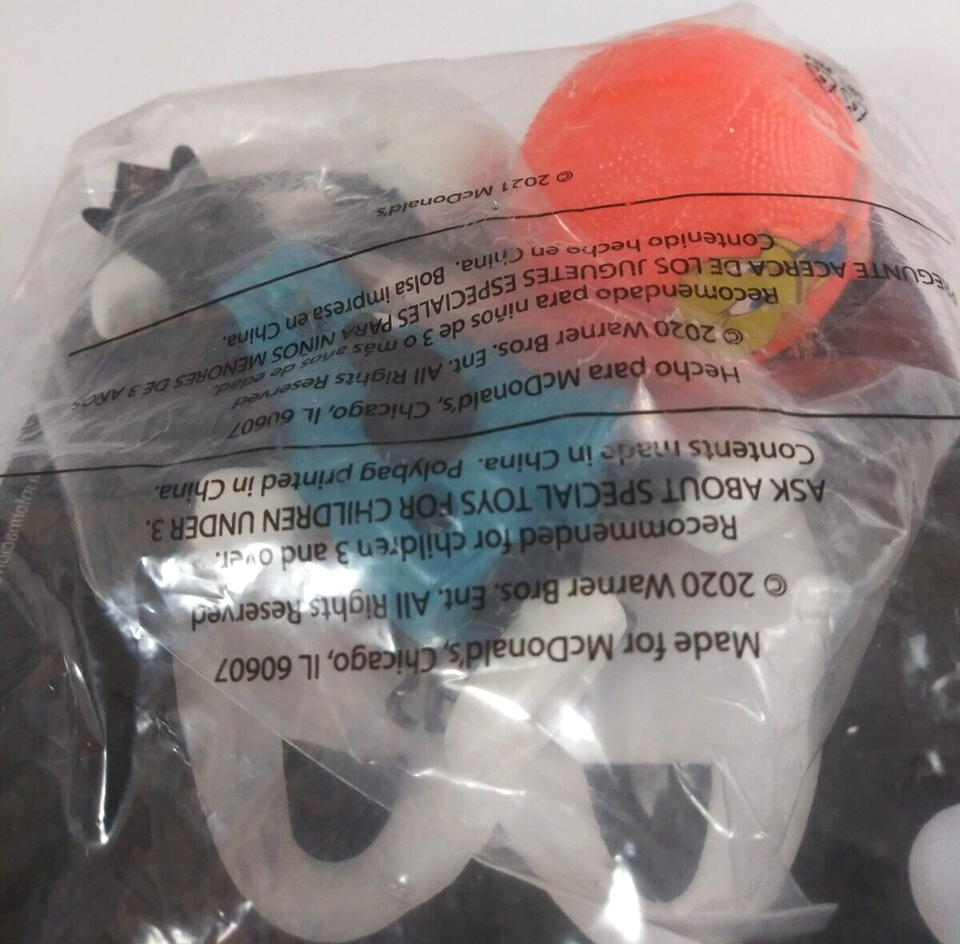 Made for McDonald's, Chicago, IL 60607
© 2020 Warner Bros. Ent. All Rights Reserved
Recommended for children 3 and over.
ASK ABOUT SPECIAL TOYS FOR CHILDREN UNDER 3.
Contents made in China. Polybag printed in China.
Hecho para McDonald's, Chicago, IL 60607
© 2020 Warner Bros. Ent. All Rights Reserved
Recomendado para niños de 3 o más años de edad.
PREGUNTE ACERCA DE LOS JUGUETES ESPECIALES PARA NIÑOS MENORES DE 3 AÑOS
Contenido hecho en China. Bolsa impresa en China.
© 2021 McDonald's